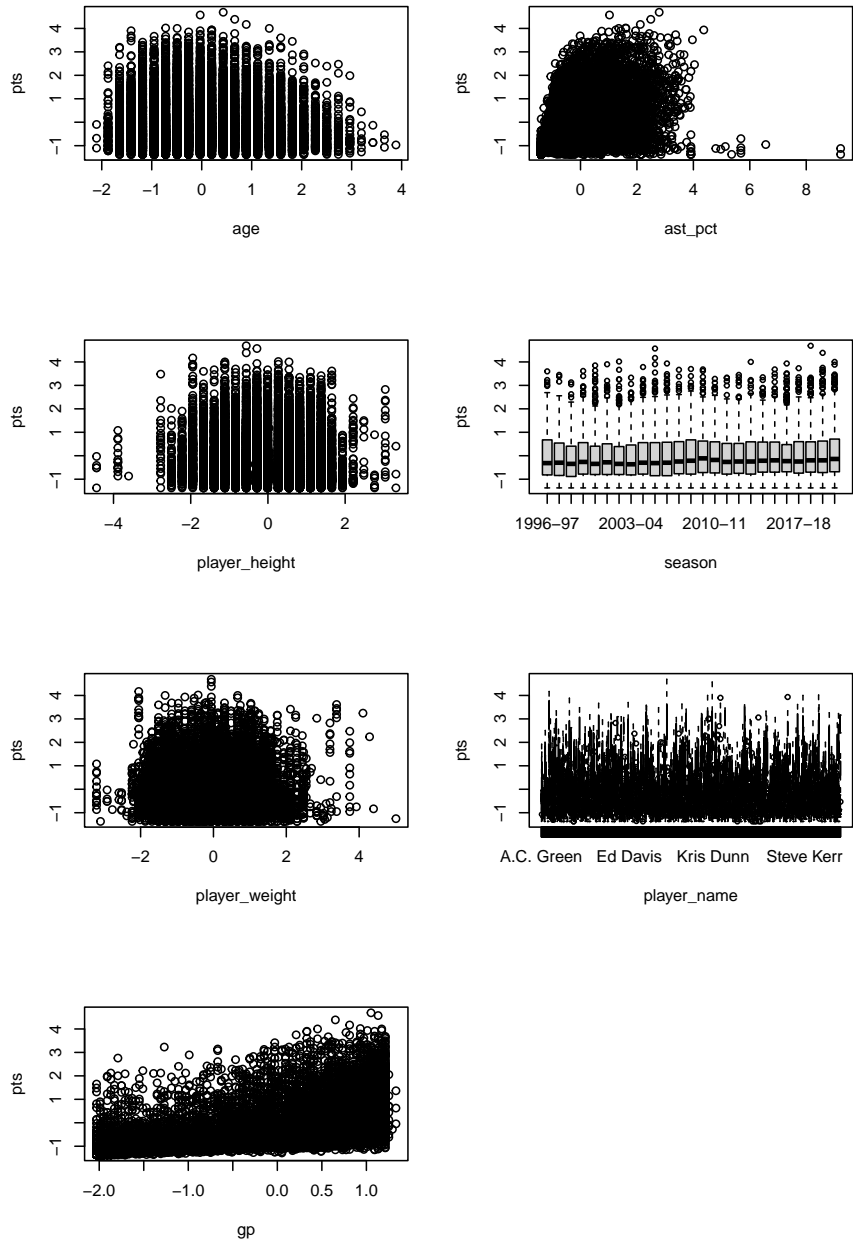 −1 1 2 3 4
pts
−2 −1 0 1 2 3 4
age
−1 1 2 3 4
pts
0 2 4 6 8
ast_pct
−1 1 2 3 4
pts
−4 −2 0 2
player_height
−1 1 2 3 4
pts
1996−97 2003−04 2010−11 2017−18
season
−1 1 2 3 4
pts
−2 0 2 4
player_weight
−1 1 2 3 4
pts
A.C. Green Ed Davis Kris Dunn Steve Kerr
player_name
−1 1 2 3 4
pts
−2.0 −1.0 0.0 0.5 1.0
gp